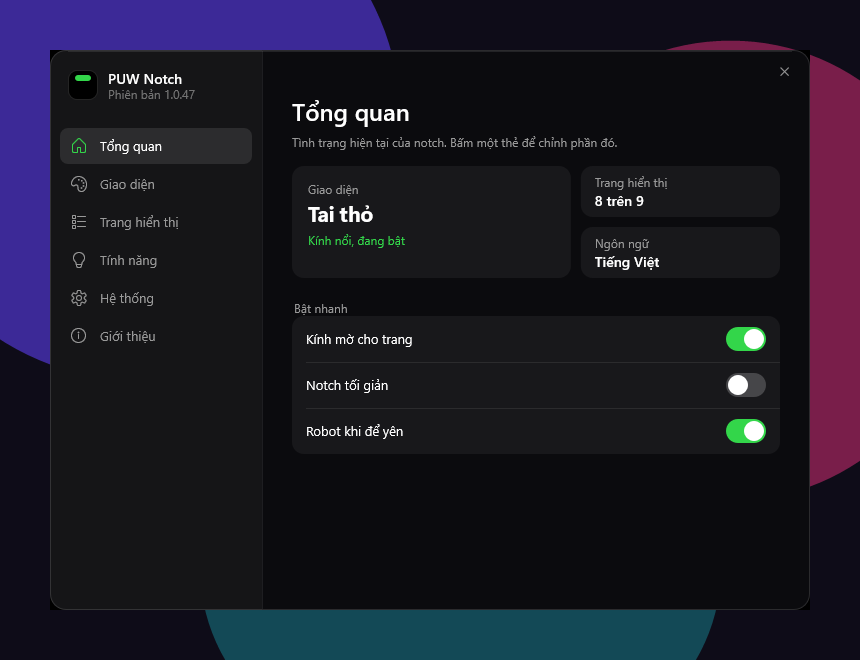 PUW Notch
Phiên bản 1.0.47
Tổng quan
Giao diện
Trang hiển thị
Tính năng
Hệ thống
Giới thiệu
Tổng quan
Tình trạng hiện tại của notch. Bấm một thẻ để chỉnh phần đó.
Giao diện
Tai thỏ
Kính nổi, đang bật
Trang hiển thị
8 trên 9
Ngôn ngữ
Tiếng Việt
Bật nhanh
Kính mờ cho trang
Notch tối giản
Robot khi để yên